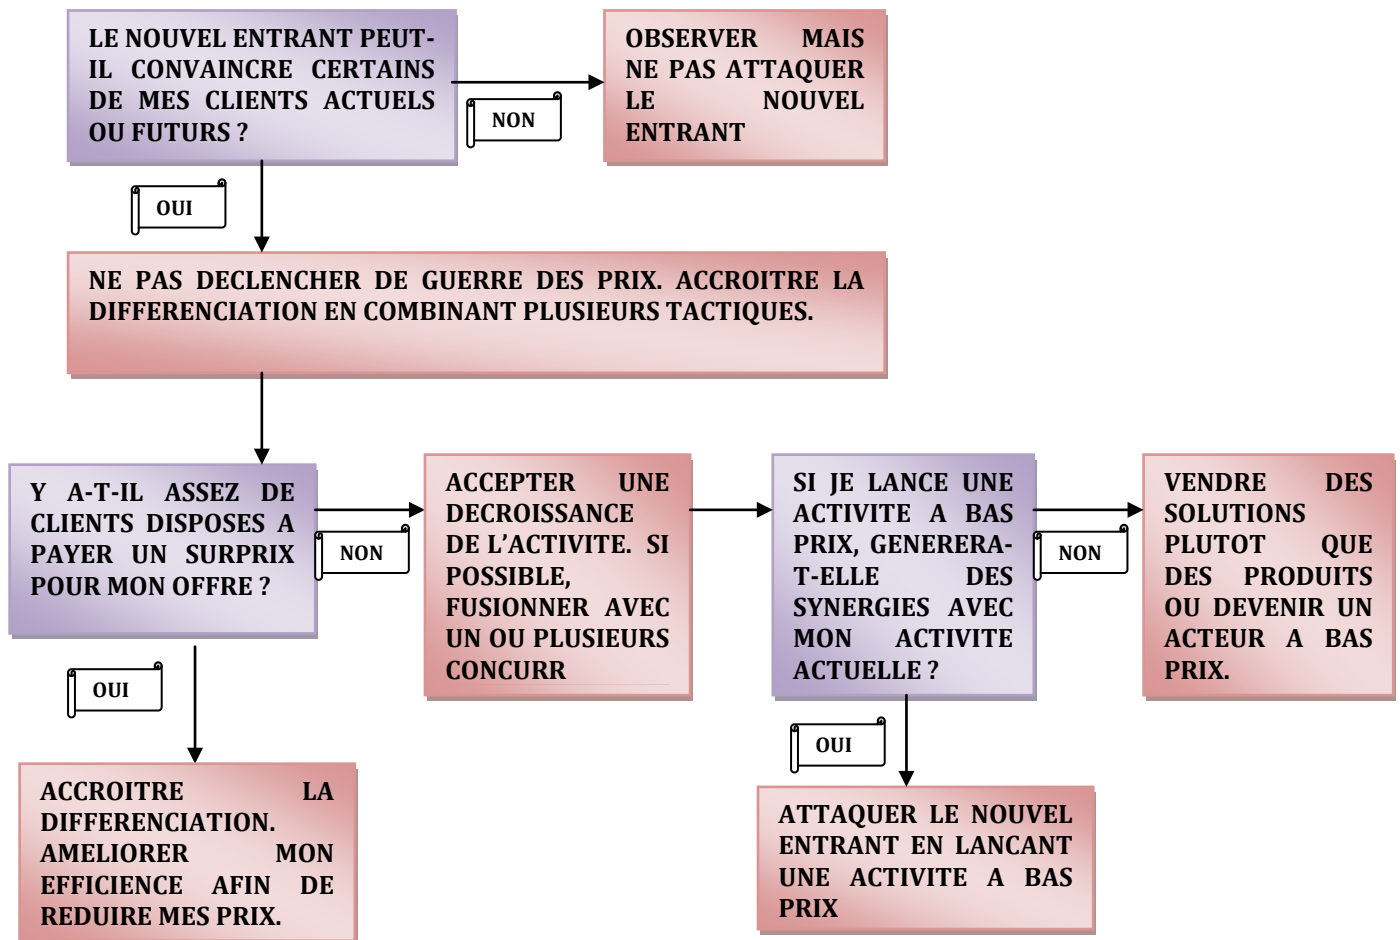 LE NOUVEL ENTRANT PEUT-
IL CONVAINCRE CERTAINS
DE MES CLIENTS ACTUELS
OU FUTURS ?
NON
OBSERVER MAIS
NE PAS ATTAQUER
LE NOUVEL
ENTRANT
OUI
NE PAS DECLENCHER DE GUERRE DES PRIX. ACCROITRE LA
DIFFERENCIATION EN COMBINANT PLUSIEURS TACTIQUES.
Y A-T-IL ASSEZ DE
CLIENTS DISPOSES A
PAYER UN SURPRIX
POUR MON OFFRE ?
NON
ACCEPTER UNE
DECROISSANCE
DE L'ACTIVITE. SI
POSSIBLE,
FUSIONNER AVEC
UN OU PLUSIEURS
CONCURR
SI JE LANCE UNE
ACTIVITE A BAS
PRIX, GENERERA-
T-ELLE DES
SYNERGIES AVEC
MON ACTIVITE
ACTUELLE ?
NON
VENDRE DES
SOLUTIONS
PLUTOT QUE
DES PRODUITS
OU DEVENIR UN
ACTEUR A BAS
PRIX.
OUI
ACCROITRE LA
DIFFERENCIATION.
AMELIORER MON
EFFICIENCE AFIN DE
REDUIRE MES PRIX.
OUI
ATTAQUER LE NOUVEL
ENTRANT EN LANCANT
UNE ACTIVITE A BAS
PRIX